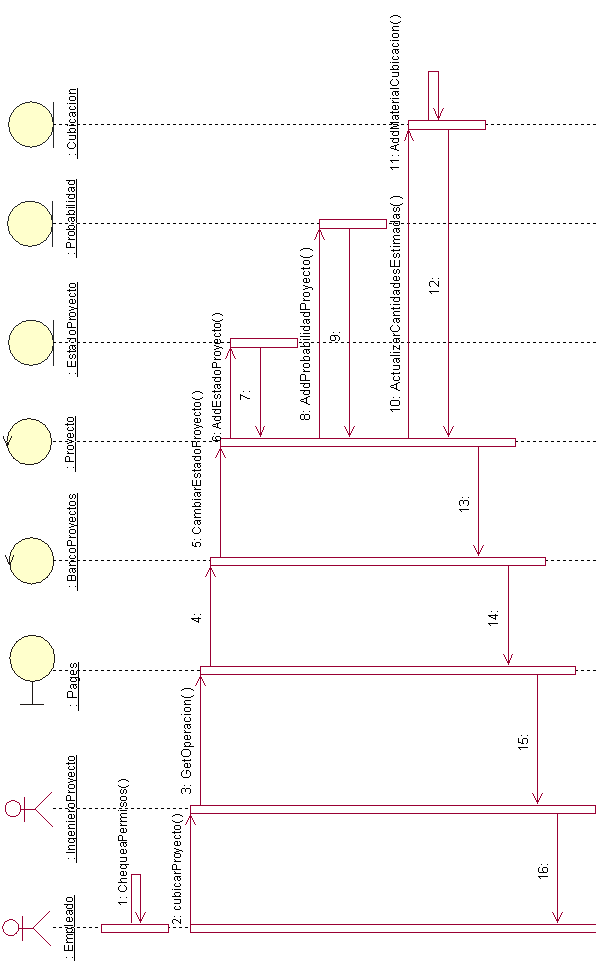 : Empleado
: IngenieroProyecto
: Pages
: BancoProyectos
: Proyecto
: EstadoProyecto
: Probabilidad
: Cubicacion
1: ChequeaPermisos( )
2: cubicarProyecto( )
3: GetOperacion( )
4:
5: CambiarEstadoProyecto( )
6: AddEstadoProyecto( )
7:
8: AddProbabilidadProyecto( )
9:
10: ActualizarCantidadesEstimadas( )
11: AddMaterialCubicacion( )
12:
13:
14:
15:
16: